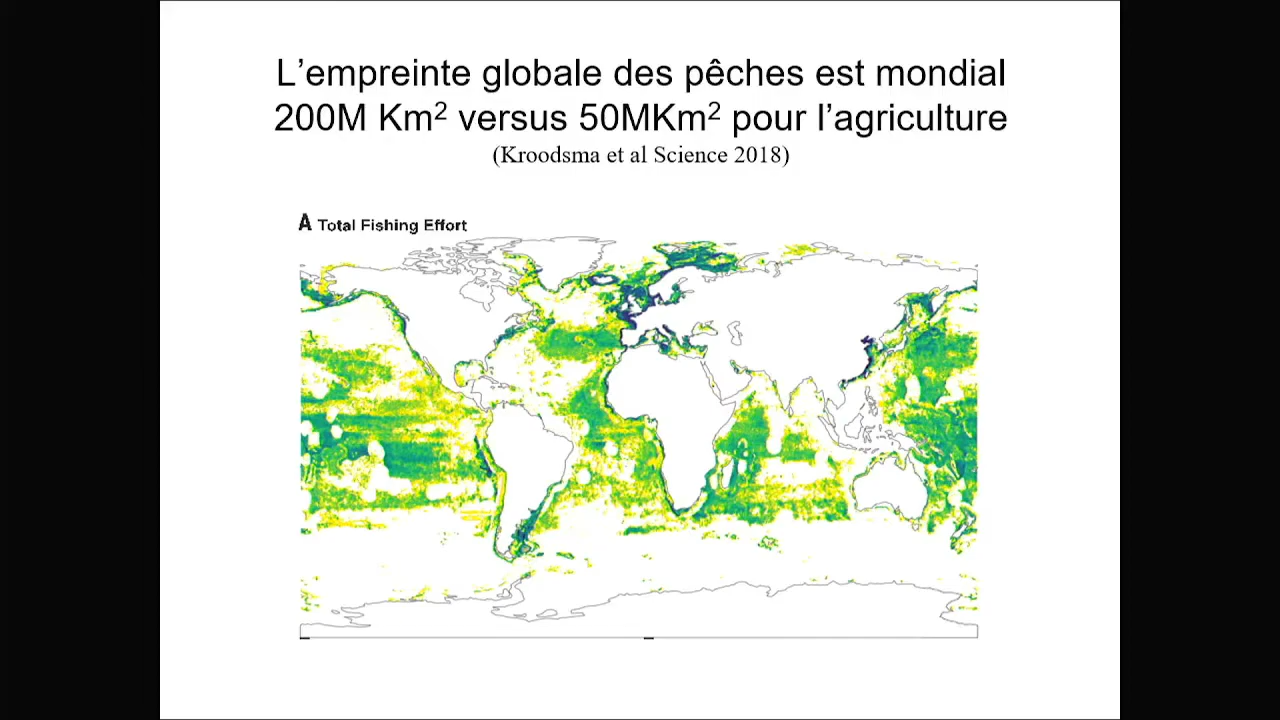 L’empreinte globale des pêches est mondial
200M Km² versus 50MKm² pour l’agriculture
(Kroodsma et al Science 2018)
A Total Fishing Effort